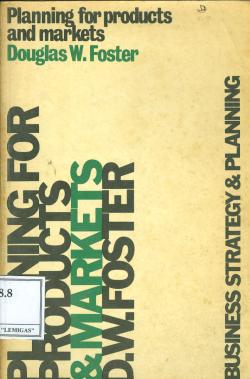 Planning for products
and markets
Douglas W. Foster
PLANNING FOR
PRODUCTS
& MARKETS
D.W.FOSTER
BUSINESS STRATEGY & PLANNING
8.8
"LEMIGAS"